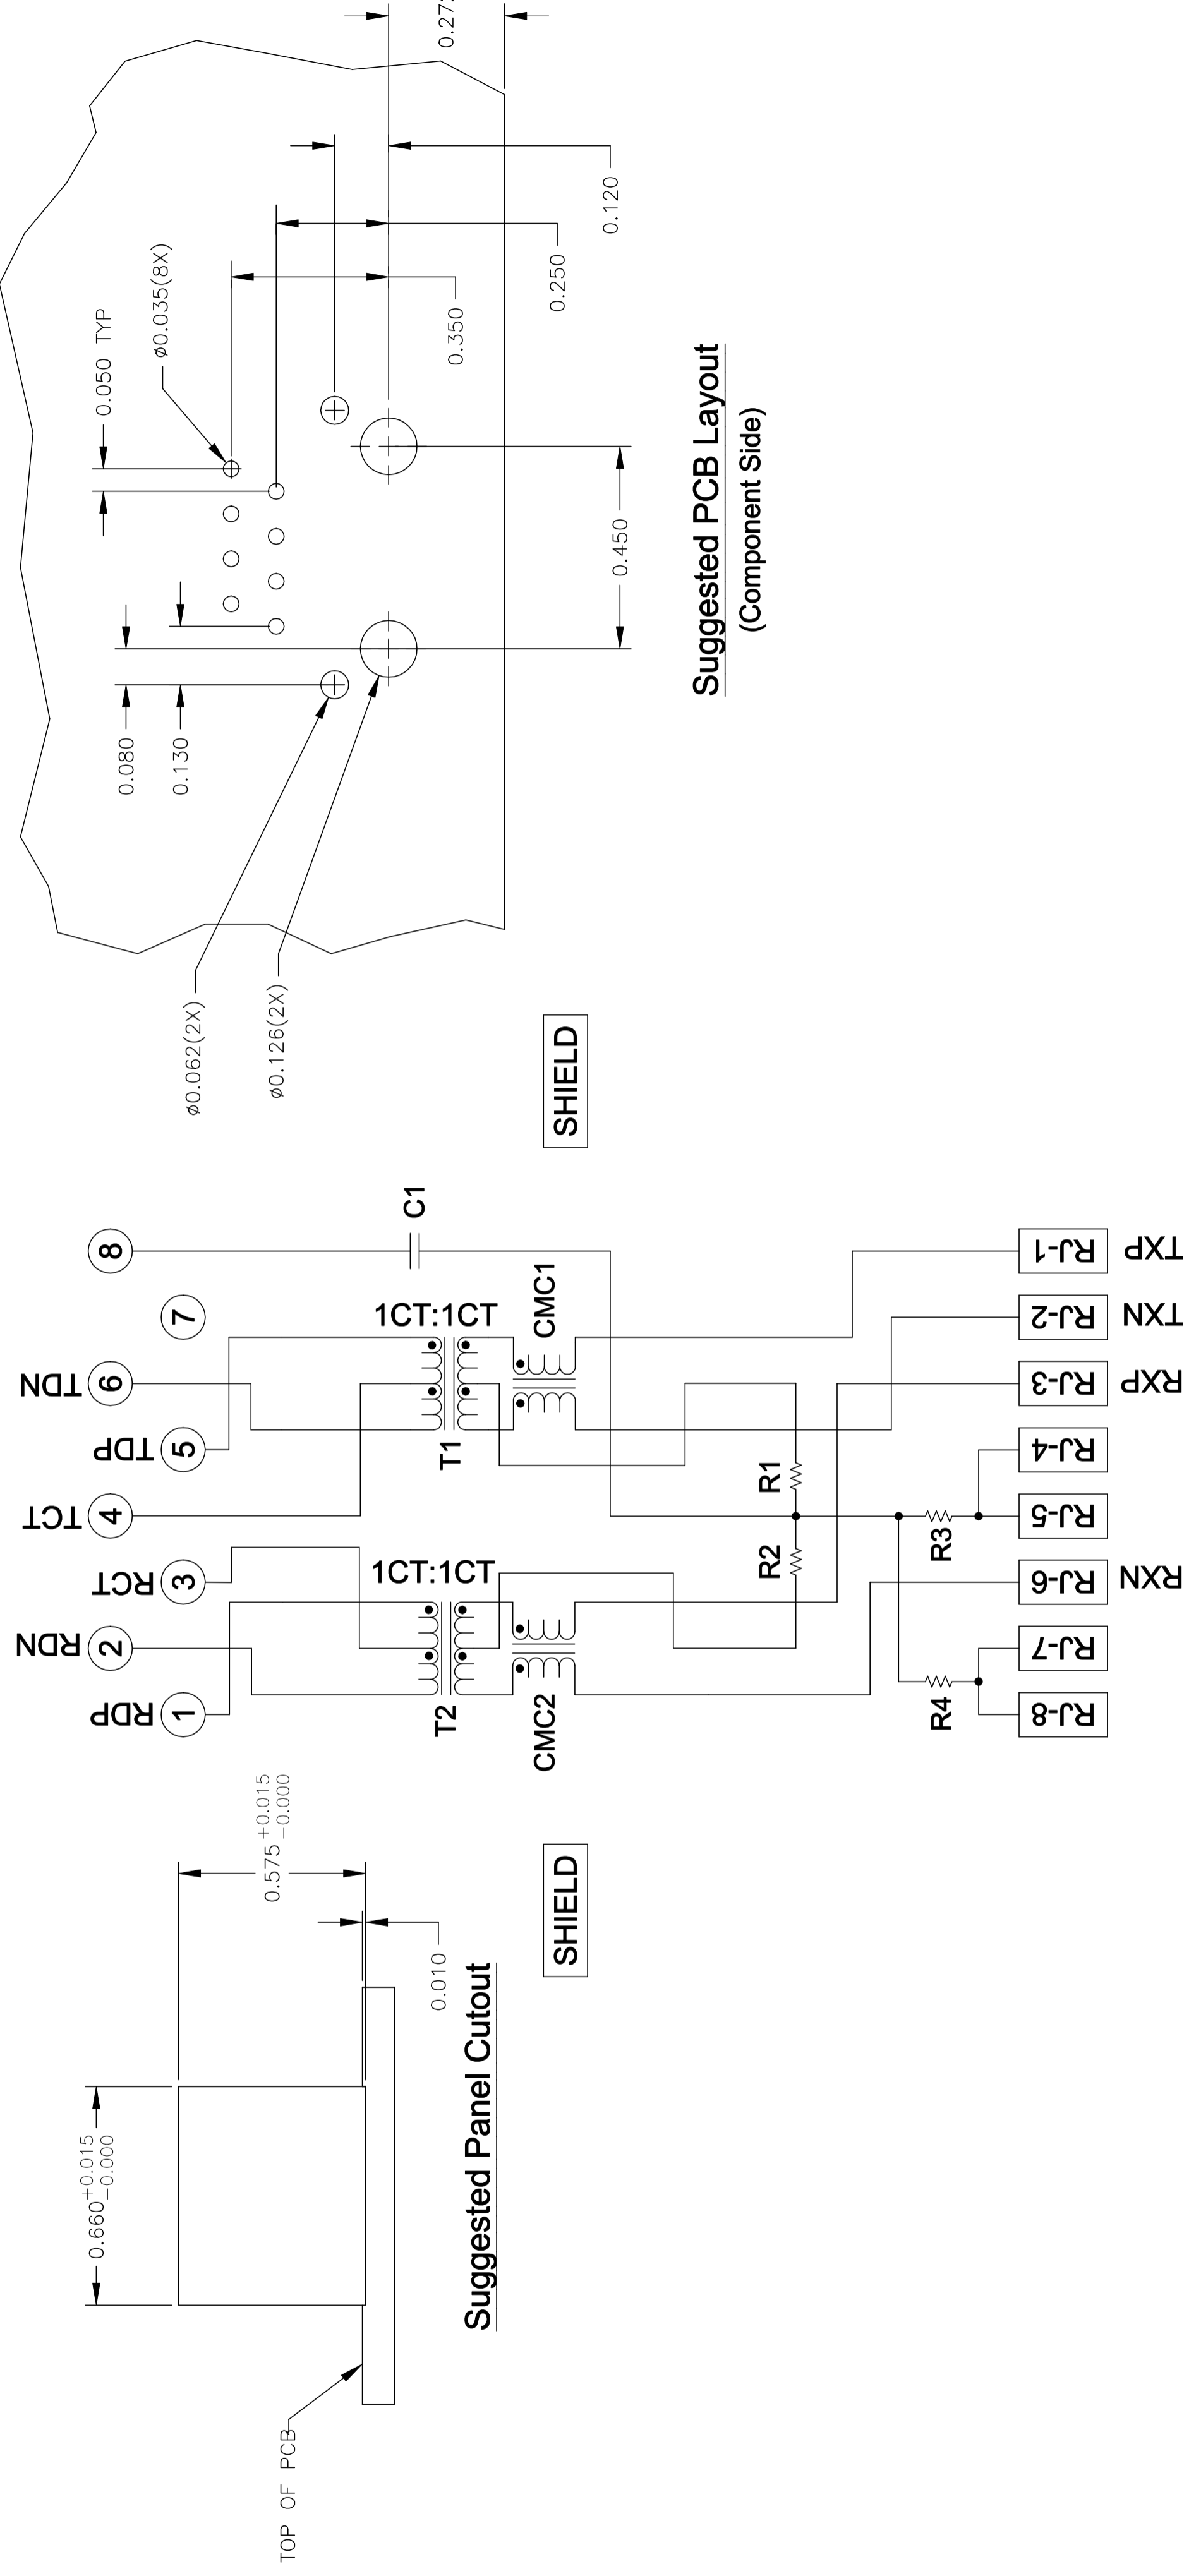 0.660 +0.015
-0.000
0.575 +0.015
-0.000
0.010
TOP OF PCB
Suggested Panel Cutout
SHIELD
SHIELD
RDP
1
RDN
2
RCT
3
TCT
4
TDP
5
TDN
6
7
8
1CT:1CT
T2
CMC2
1CT:1CT
T1
CMC1
C1
R2
R1
R4
R3
RJ-8
RJ-7
RJ-6
RXN
RJ-5
RJ-4
RJ-3
RXP
RJ-2
TXN
RJ-1
TXP
0.050 TYP
ø0.035(8X)
0.080
0.130
ø0.062(2X)
ø0.126(2X)
0.350
0.250
0.120
0.450
Suggested PCB Layout
(Component Side)